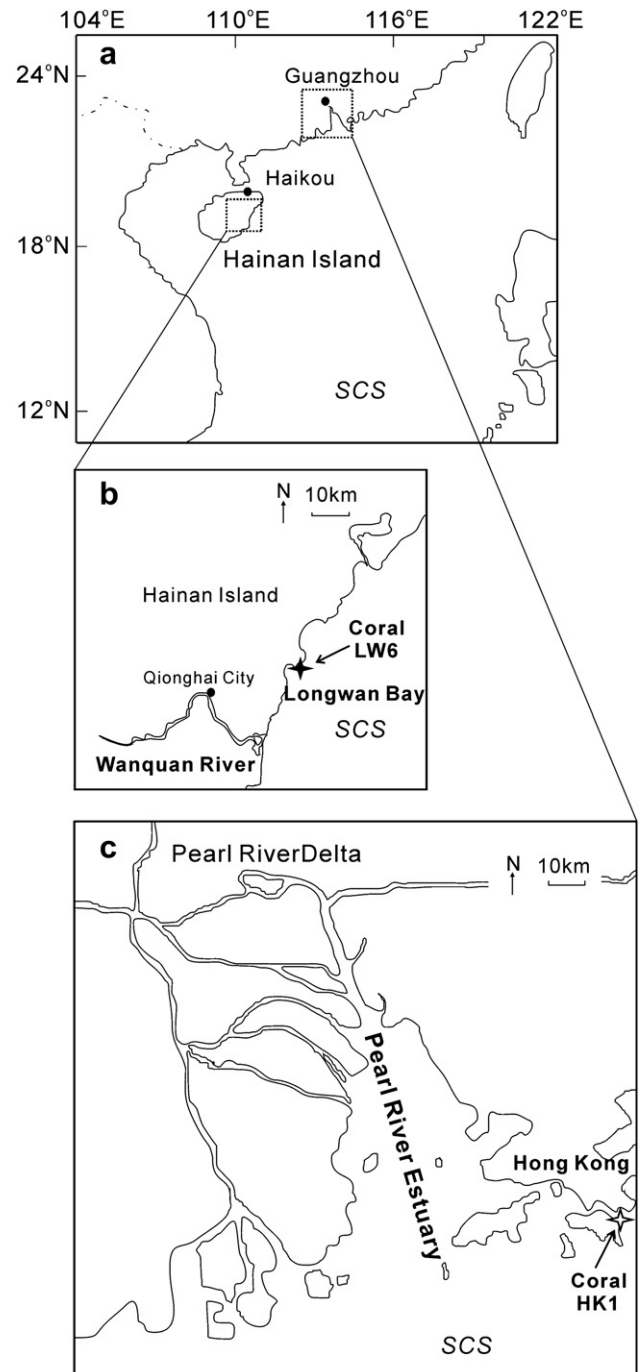 104°E 110°E 116°E 122°E
a
24°N
Guangzhou
Haikou
18°N
Hainan Island
12°N
SCS
b
N 10km
Hainan Island
Coral
LW6
Qionghai City
Longwan Bay
SCS
Wanquan River
c
Pearl RiverDelta
N 10km
Pearl River Estuary
Hong Kong
Coral
HK1
SCS